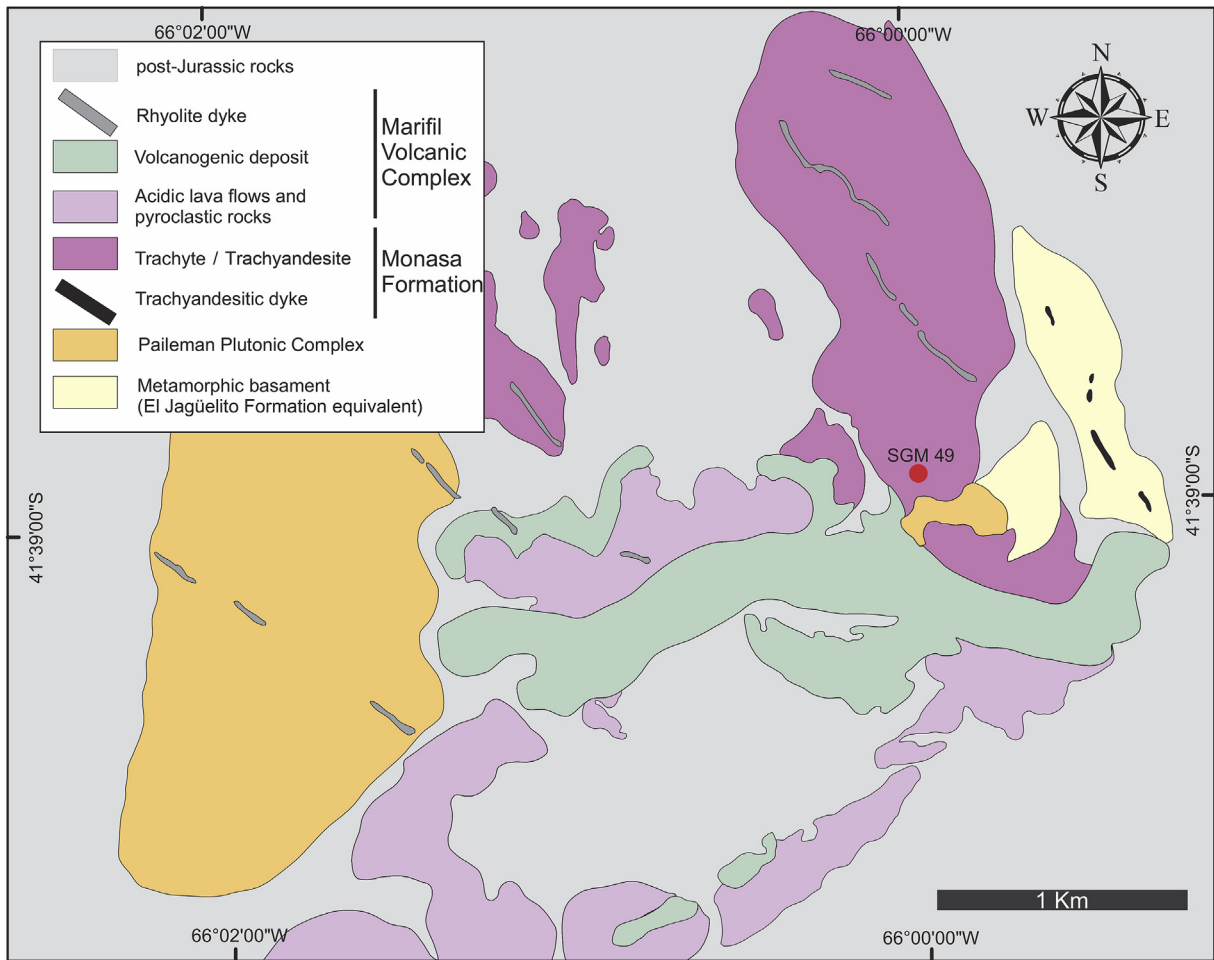 66°02'00"W
66°00'00"W
post-Jurassic rocks
Rhyolite dyke
Volcanogenic deposit
Acidic lava flows and
pyroclastic rocks
Marifil
Volcanic
Complex
Trachyte / Trachyandesite
Trachyandesitic dyke
Monasa
Formation
Paileman Plutonic Complex
Metamorphic basament
(El Jagüelito Formation equivalent)
N
W
E
S
SGM 49
41°39'00"S
41°39'00"S
1 Km
66°02'00"W
66°00'00"W